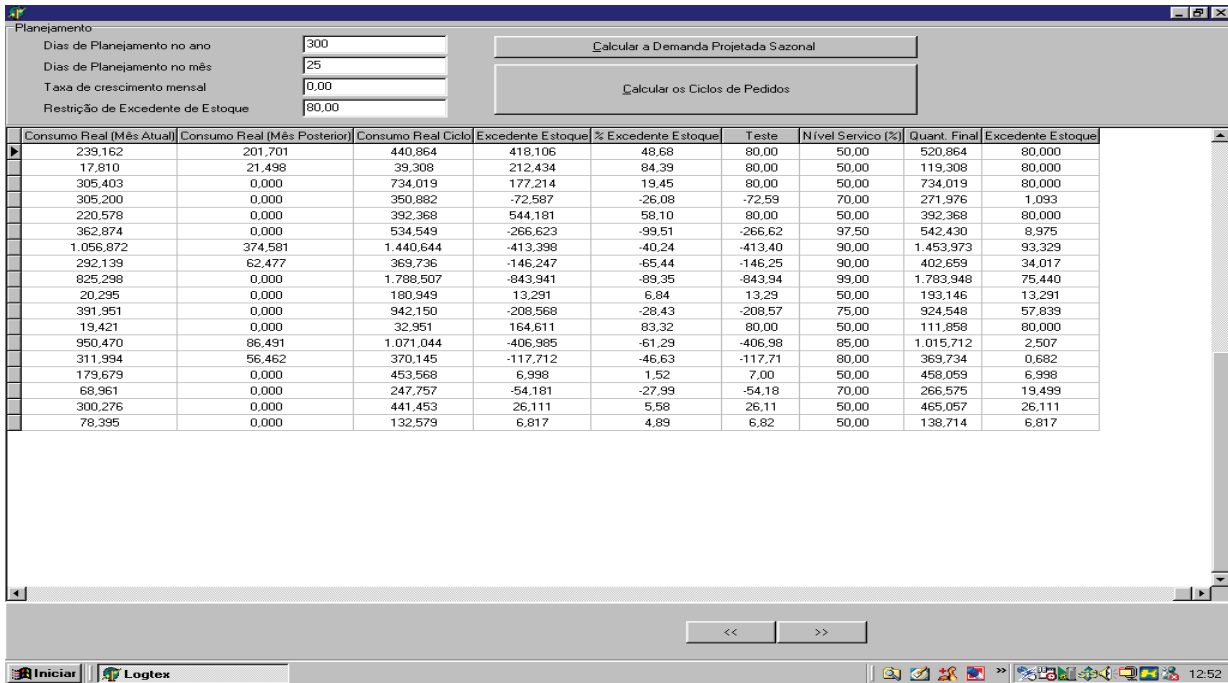 Planejamento
Dias de Planejamento no ano 300
Calcular a Demanda Projetada Sazonal
Dias de Planejamento no mês 25
Taxa de crescimento mensal 0,00
Calcular os Ciclos de Pedidos
Restrição de Excedente de Estoque 80,00
Consumo Real (Mês Atual) Consumo Real (Mês Posterior) Consumo Real Ciclo Excedente Estoque % Excedente Estoque Teste Nível Servico (%) Quant. Final Excedente Estoque
239,162 201,701 440,864 418,106 48,68 80,00 50,00 520,864 80,000
17,810 21,498 39,308 212,434 84,39 80,00 50,00 119,308 80,000
305,403 0,000 734,019 177,214 19,45 80,00 50,00 734,019 80,000
305,200 0,000 350,882 -72,587 -26,08 -72,59 70,00 271,976 1,093
220,578 0,000 392,368 544,181 58,10 80,00 50,00 392,368 80,000
362,874 0,000 534,549 -266,623 -99,51 -266,62 97,50 542,430 8,975
1.056,872 374,581 1.440,644 -413,398 -40,24 -413,40 90,00 1.453,973 93,329
292,139 62,477 369,736 -146,247 -65,44 -146,25 90,00 402,659 34,017
825,298 0,000 1.788,507 -843,941 -89,35 -843,94 99,00 1.783,948 75,440
20,295 0,000 180,949 13,291 6,84 13,29 50,00 193,146 13,291
391,951 0,000 942,150 -208,568 -28,43 -208,57 75,00 924,548 57,839
19,421 0,000 32,951 164,611 83,32 80,00 50,00 111,858 80,000
950,470 86,491 1.071,044 -406,985 -61,29 -406,98 85,00 1.015,712 2,507
311,994 56,462 370,145 -117,712 -46,63 -117,71 80,00 369,734 0,682
179,679 0,000 453,568 6,998 1,52 7,00 50,00 458,059 6,998
68,961 0,000 247,757 -54,181 -27,99 -54,18 70,00 266,575 19,499
300,276 0,000 441,453 26,111 5,58 26,11 50,00 465,057 26,111
78,395 0,000 132,579 6,817 4,89 6,82 50,00 138,714 6,817
<< >>
Iniciar Logtex » 12:52